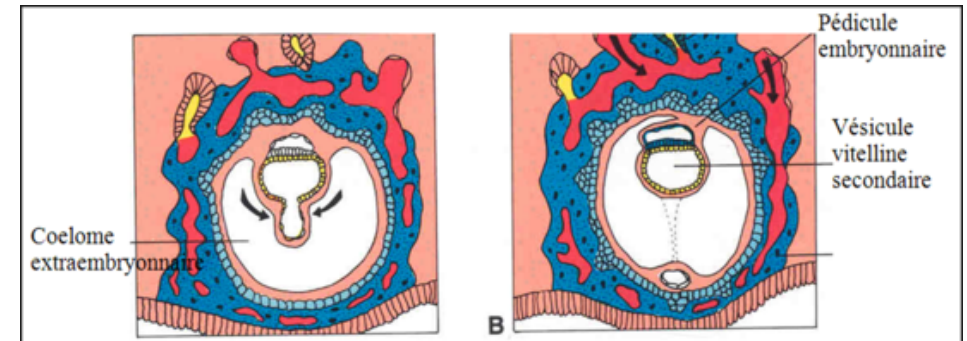 Pédicule
embryonnaire
Vésicule
vitelline
secondaire
Coelome
extraembryonnaire
B